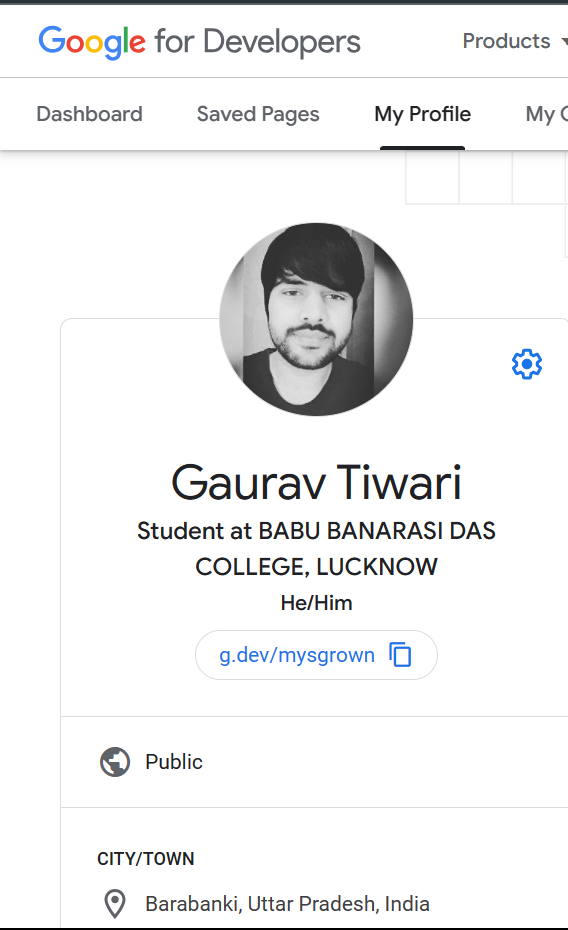 Google for Developers
Products
Dashboard
Saved Pages
My Profile
My
Gaurav Tiwari
Student at BABU BANARASI DAS
COLLEGE, LUCKNOW
He/Him
g.dev/mysgrown
Public
CITY/TOWN
Barabanki, Uttar Pradesh, India